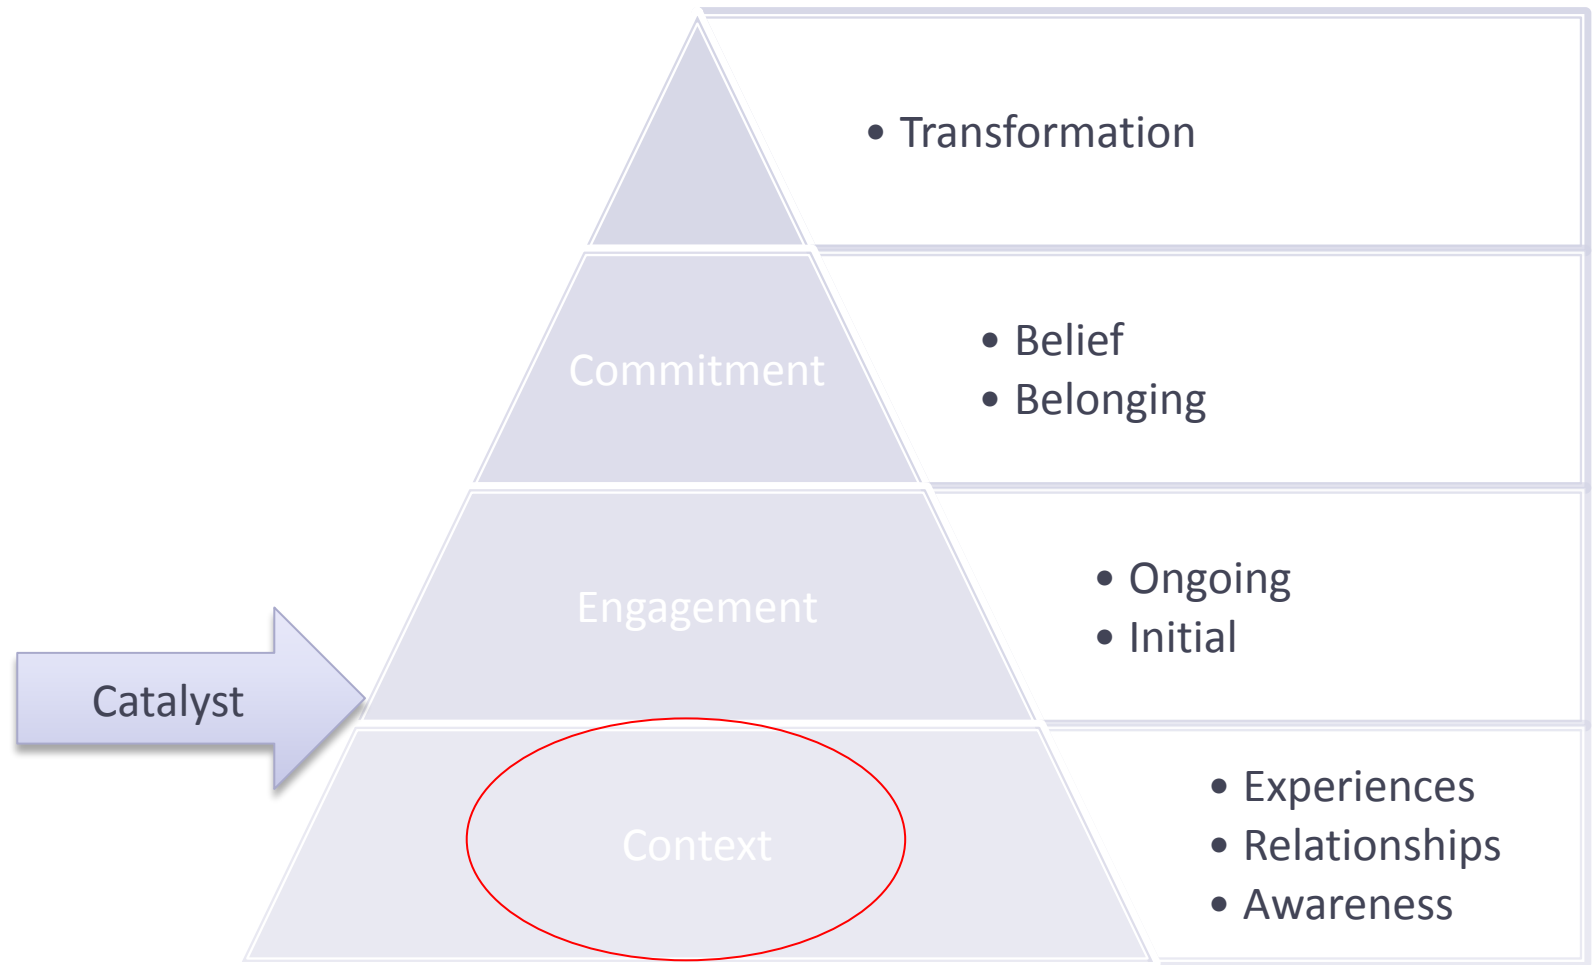 • Transformation
Commitment
• Belief
• Belonging
Engagement
• Ongoing
• Initial
Catalyst
Context
• Experiences
• Relationships
• Awareness